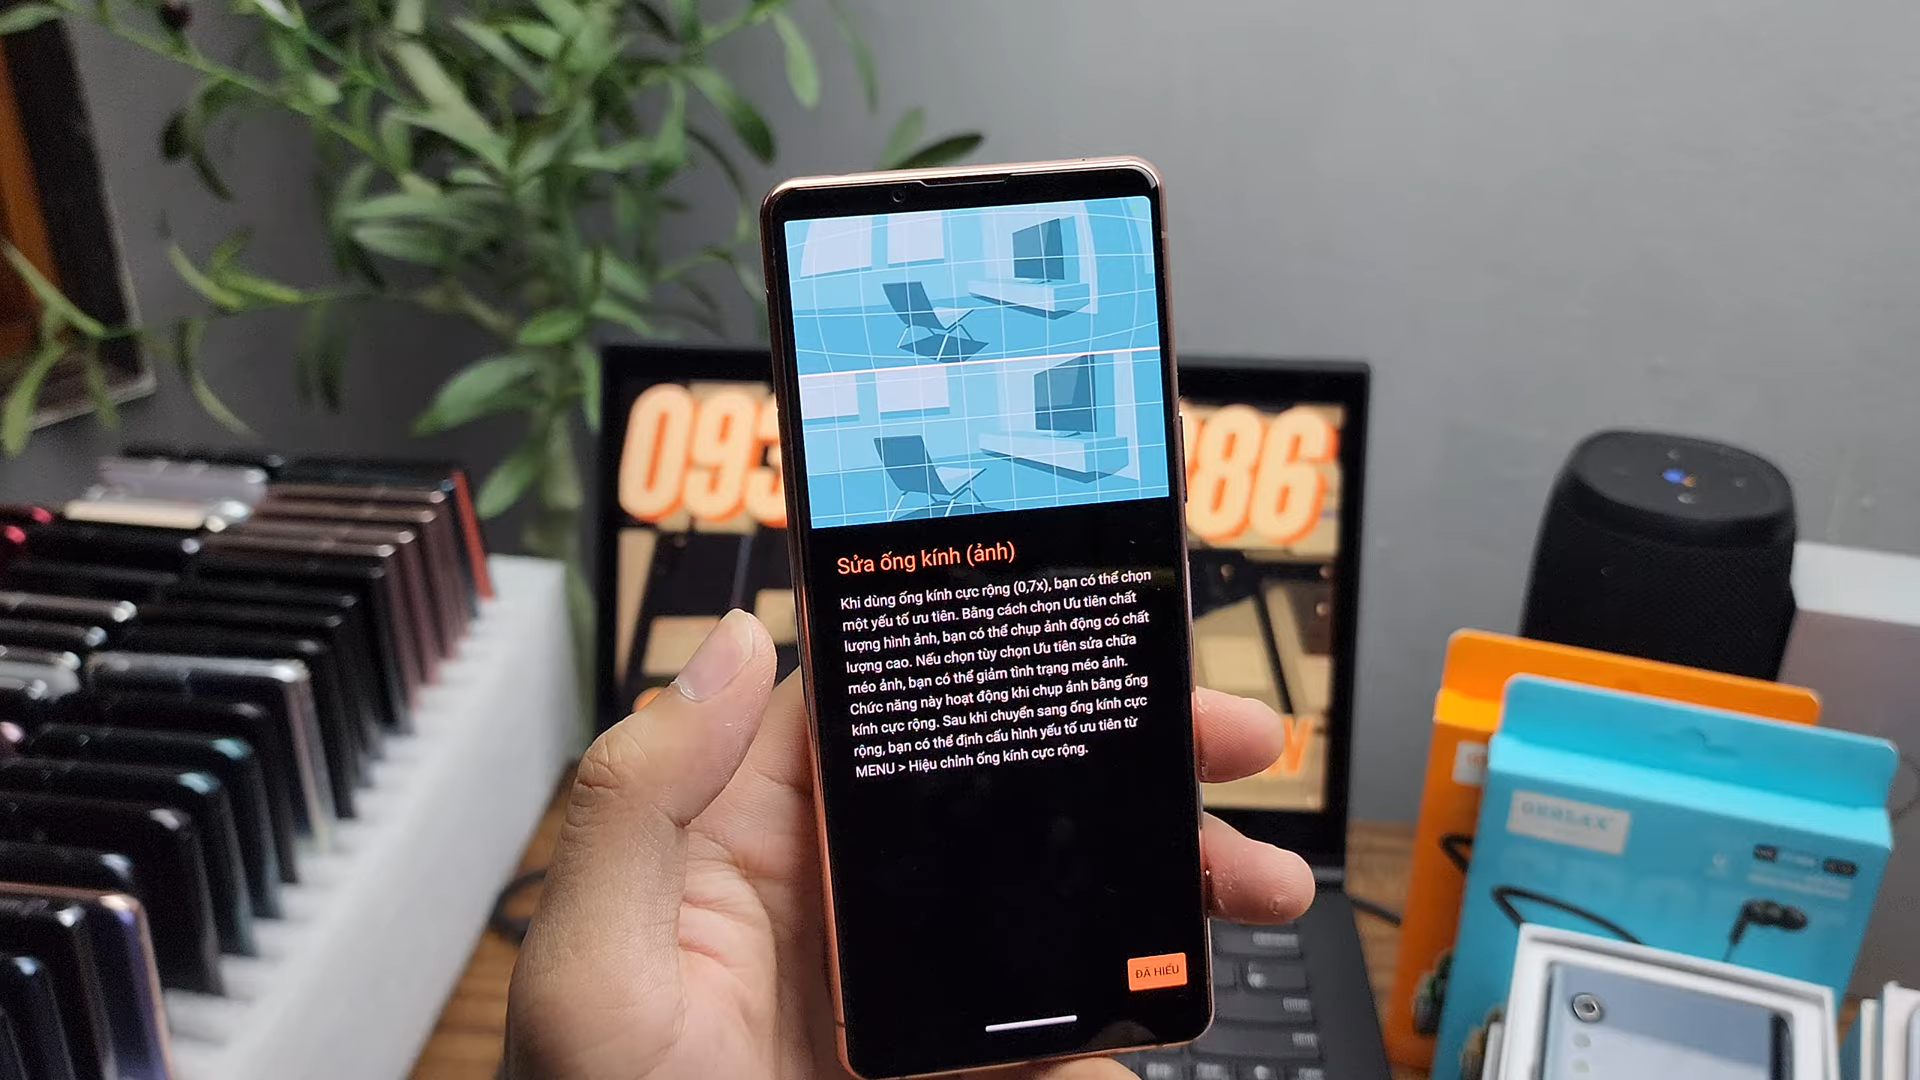 093
286
Sửa ống kính (ảnh)
Khi dùng ống kính cực rộng (0,7x), bạn có thể chọn
một yếu tố ưu tiên. Bằng cách chọn Ưu tiên chất
lượng hình ảnh, bạn có thể chụp ảnh động có chất
lượng cao. Nếu chọn tùy chọn Ưu tiên sửa chữa
méo ảnh, bạn có thể giảm tình trạng méo ảnh.
Chức năng này hoạt động khi chụp ảnh bằng ống
kính cực rộng. Sau khi chuyển sang ống kính cực
rộng, bạn có thể định cấu hình yếu tố ưu tiên từ
MENU > Hiệu chỉnh ống kính cực rộng.
ĐÃ HIỂU